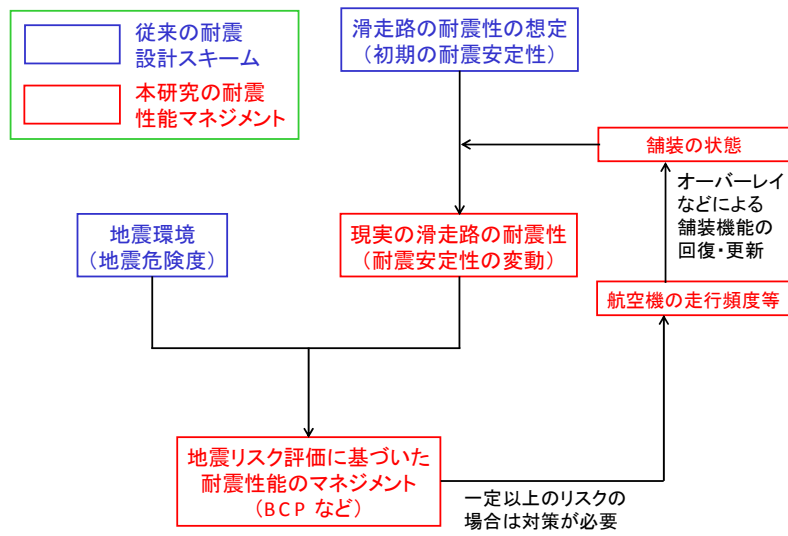 従来の耐震
設計スキーム
本研究の耐震
性能マネジメント
滑走路の耐震性の想定
（初期の耐震安定性）
舗装の状態
オーバーレイ
などによる
舗装機能の
回復・更新
地震環境
（地震危険度）
現実の滑走路の耐震性
（耐震安定性の変動）
航空機の走行頻度等
地震リスク評価に基づいた
耐震性能のマネジメント
（BCP など）
一定以上のリスクの
場合は対策が必要